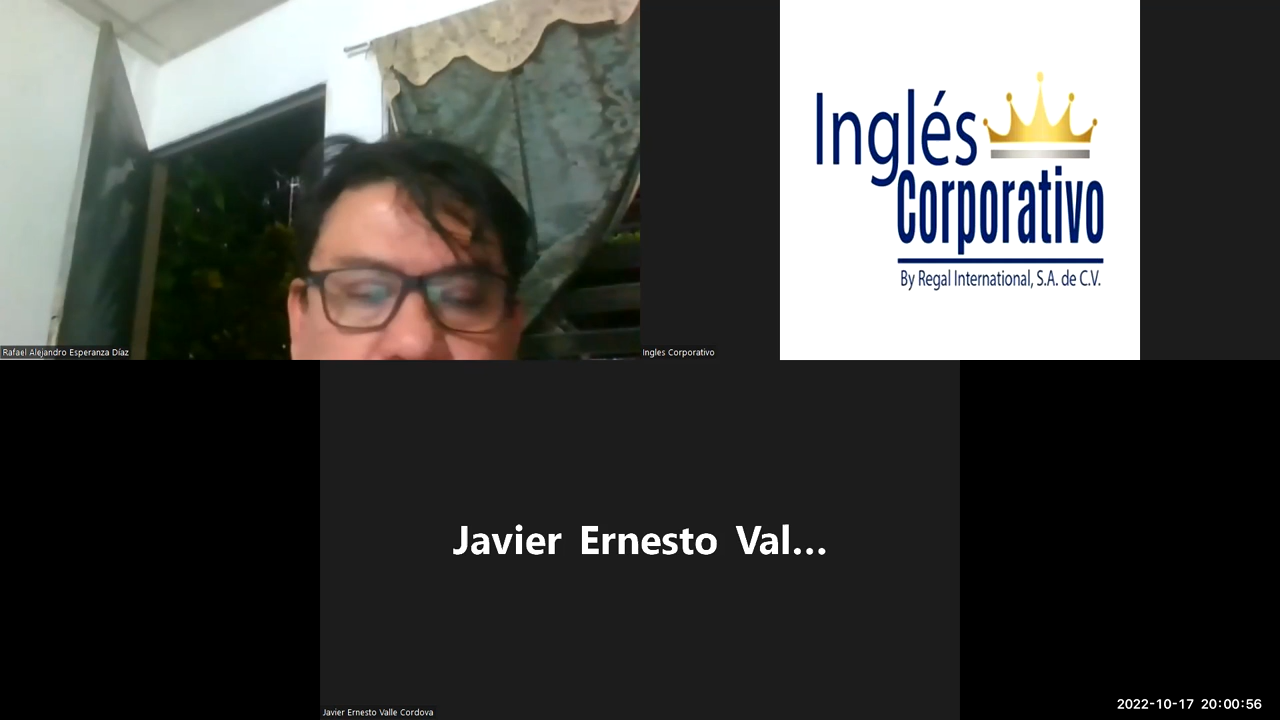 Inglés
Corporativo
By Regal International, S.A. de C.V.
Rafael Alejandro Esperanza Díaz
Ingles Corporativo
Javier Ernesto Val...
Javier Ernesto Valle Cordova
2022-10-17 20:00:56